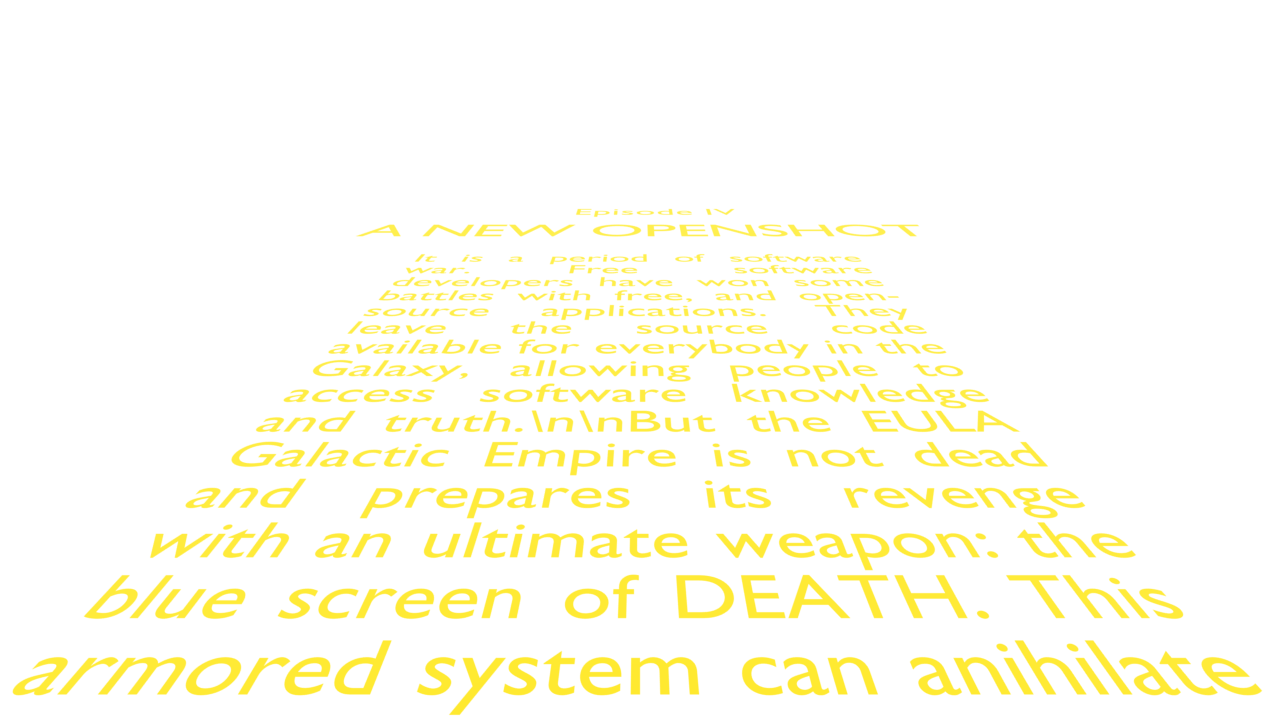 Episode IV
A NEW OPENSHOT
It is a period of software
war. Free software
developers have won some
battles with free, and open-
source applications. They
leave the source code
available for everybody in the
Galaxy, allowing people to
access software knowledge
and truth.\n\nBut the EULA
Galactic Empire is not dead
and prepares its revenge
with an ultimate weapon: the
blue screen of DEATH. This
armored system can anihilate